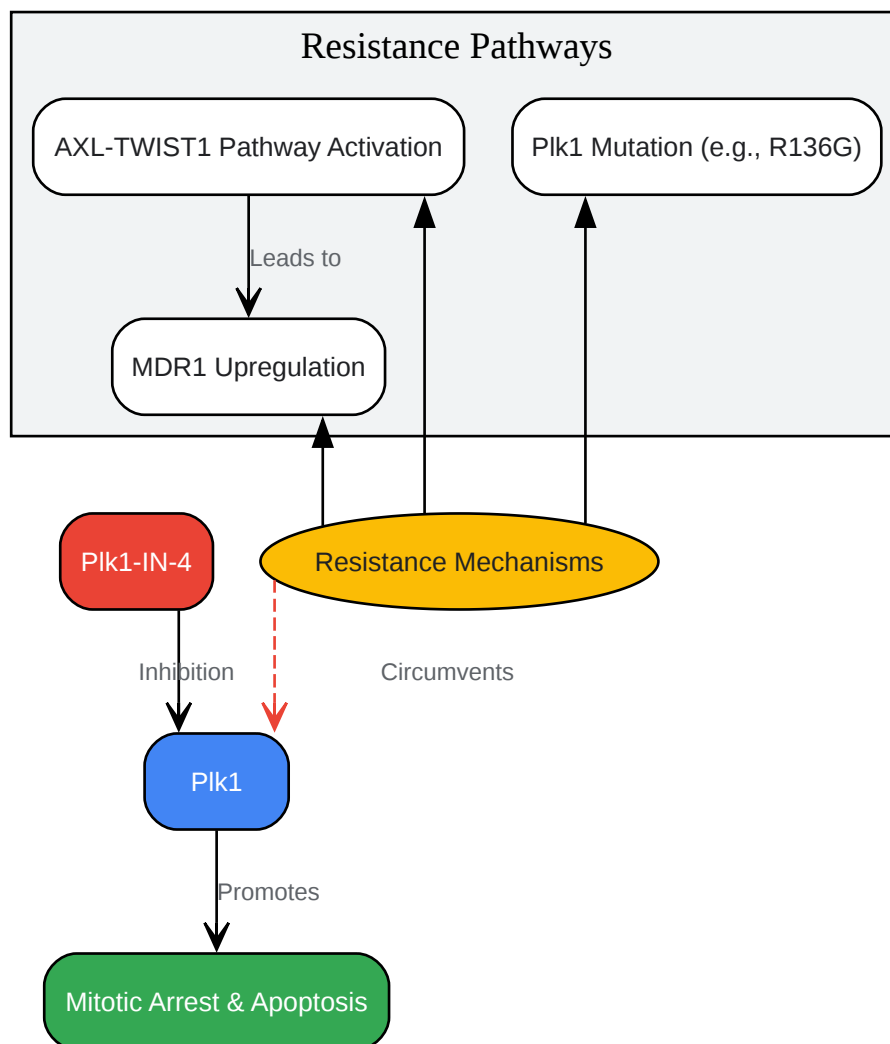 Resistance Pathways
AXL-TWIST1 Pathway Activation
Plk1 Mutation (e.g., R136G)
Leads to
MDR1 Upregulation
Plk1-IN-4
Resistance Mechanisms
Inhibition
Circumvents
Plk1
Promotes
Mitotic Arrest & Apoptosis